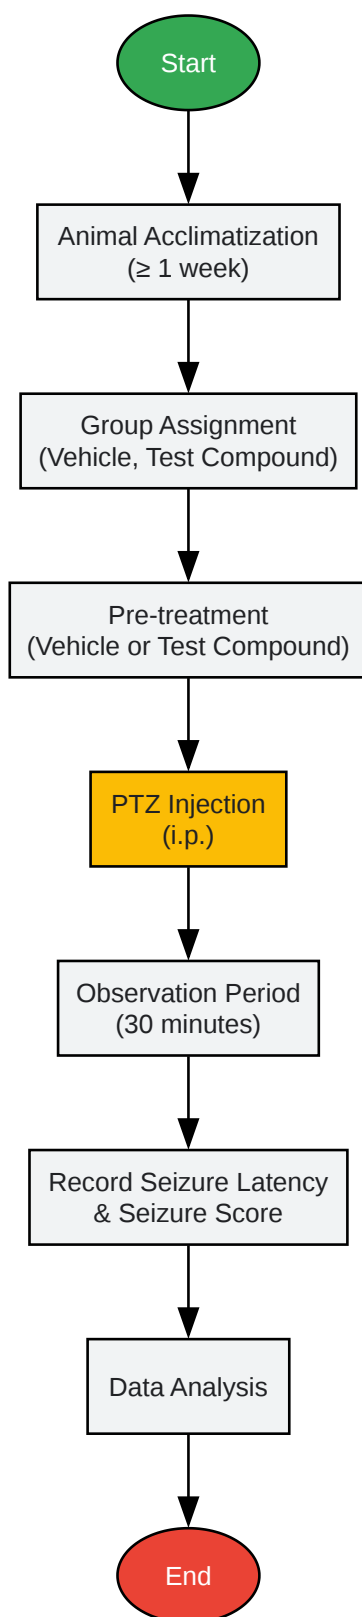 Start
Animal Acclimatization
(≥ 1 week)
Group Assignment
(Vehicle, Test Compound)
Pre-treatment
(Vehicle or Test Compound)
PTZ Injection
(i.p.)
Observation Period
(30 minutes)
Record Seizure Latency
& Seizure Score
Data Analysis
End